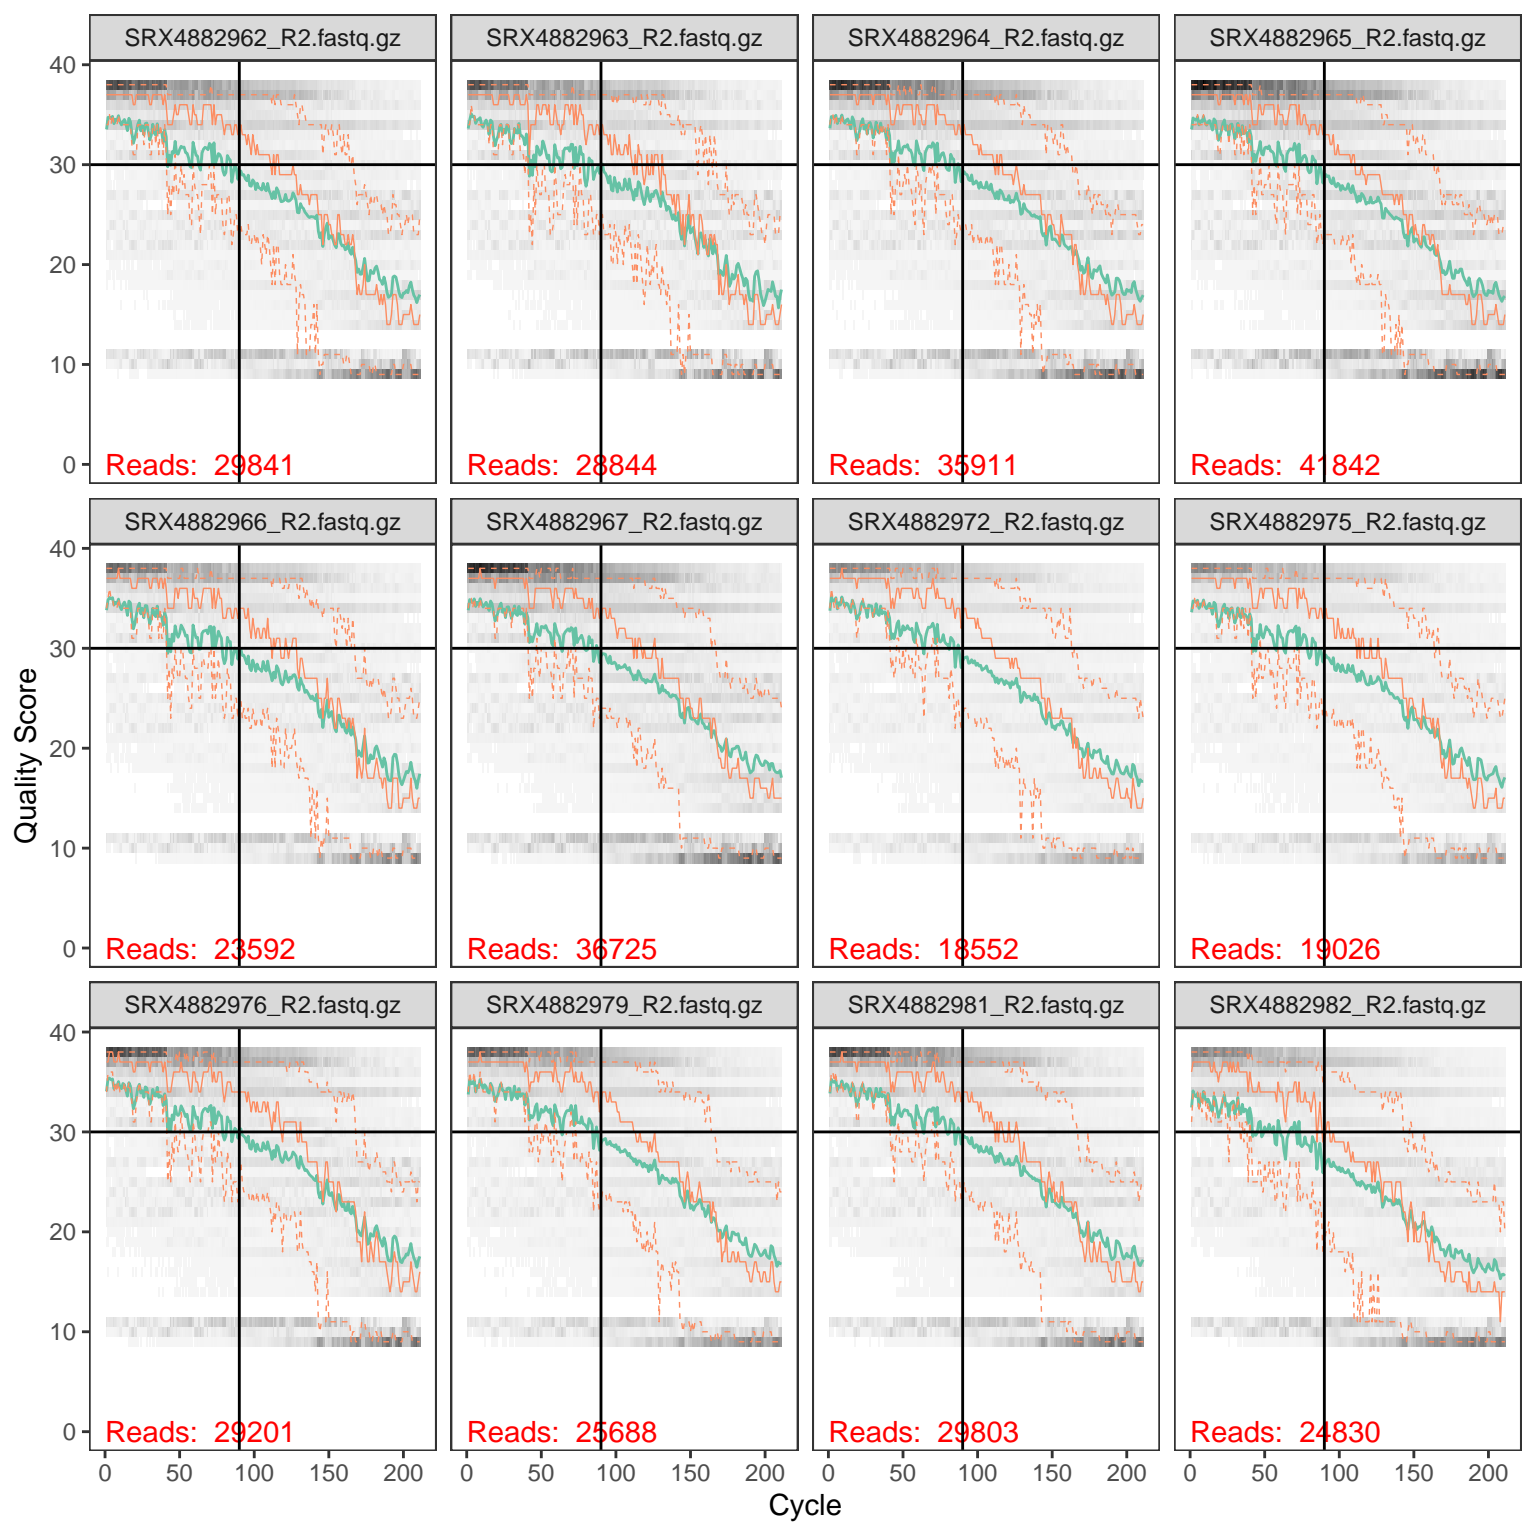 SRX4882962_R2.fastq.gz
SRX4882963_R2.fastq.gz
SRX4882964_R2.fastq.gz
SRX4882965_R2.fastq.gz
40
30
20
10
0
Reads: 29841
Reads: 28844
Reads: 35911
Reads: 41842
SRX4882966_R2.fastq.gz
SRX4882967_R2.fastq.gz
SRX4882972_R2.fastq.gz
SRX4882975_R2.fastq.gz
40
30
20
10
0
Quality Score
Reads: 23592
Reads: 36725
Reads: 18552
Reads: 19026
SRX4882976_R2.fastq.gz
SRX4882979_R2.fastq.gz
SRX4882981_R2.fastq.gz
SRX4882982_R2.fastq.gz
40
30
20
10
0
Reads: 29201
Reads: 25688
Reads: 29803
Reads: 24830
0 50 100 150 200
0 50 100 150 200
0 50 100 150 200
0 50 100 150 200
Cycle